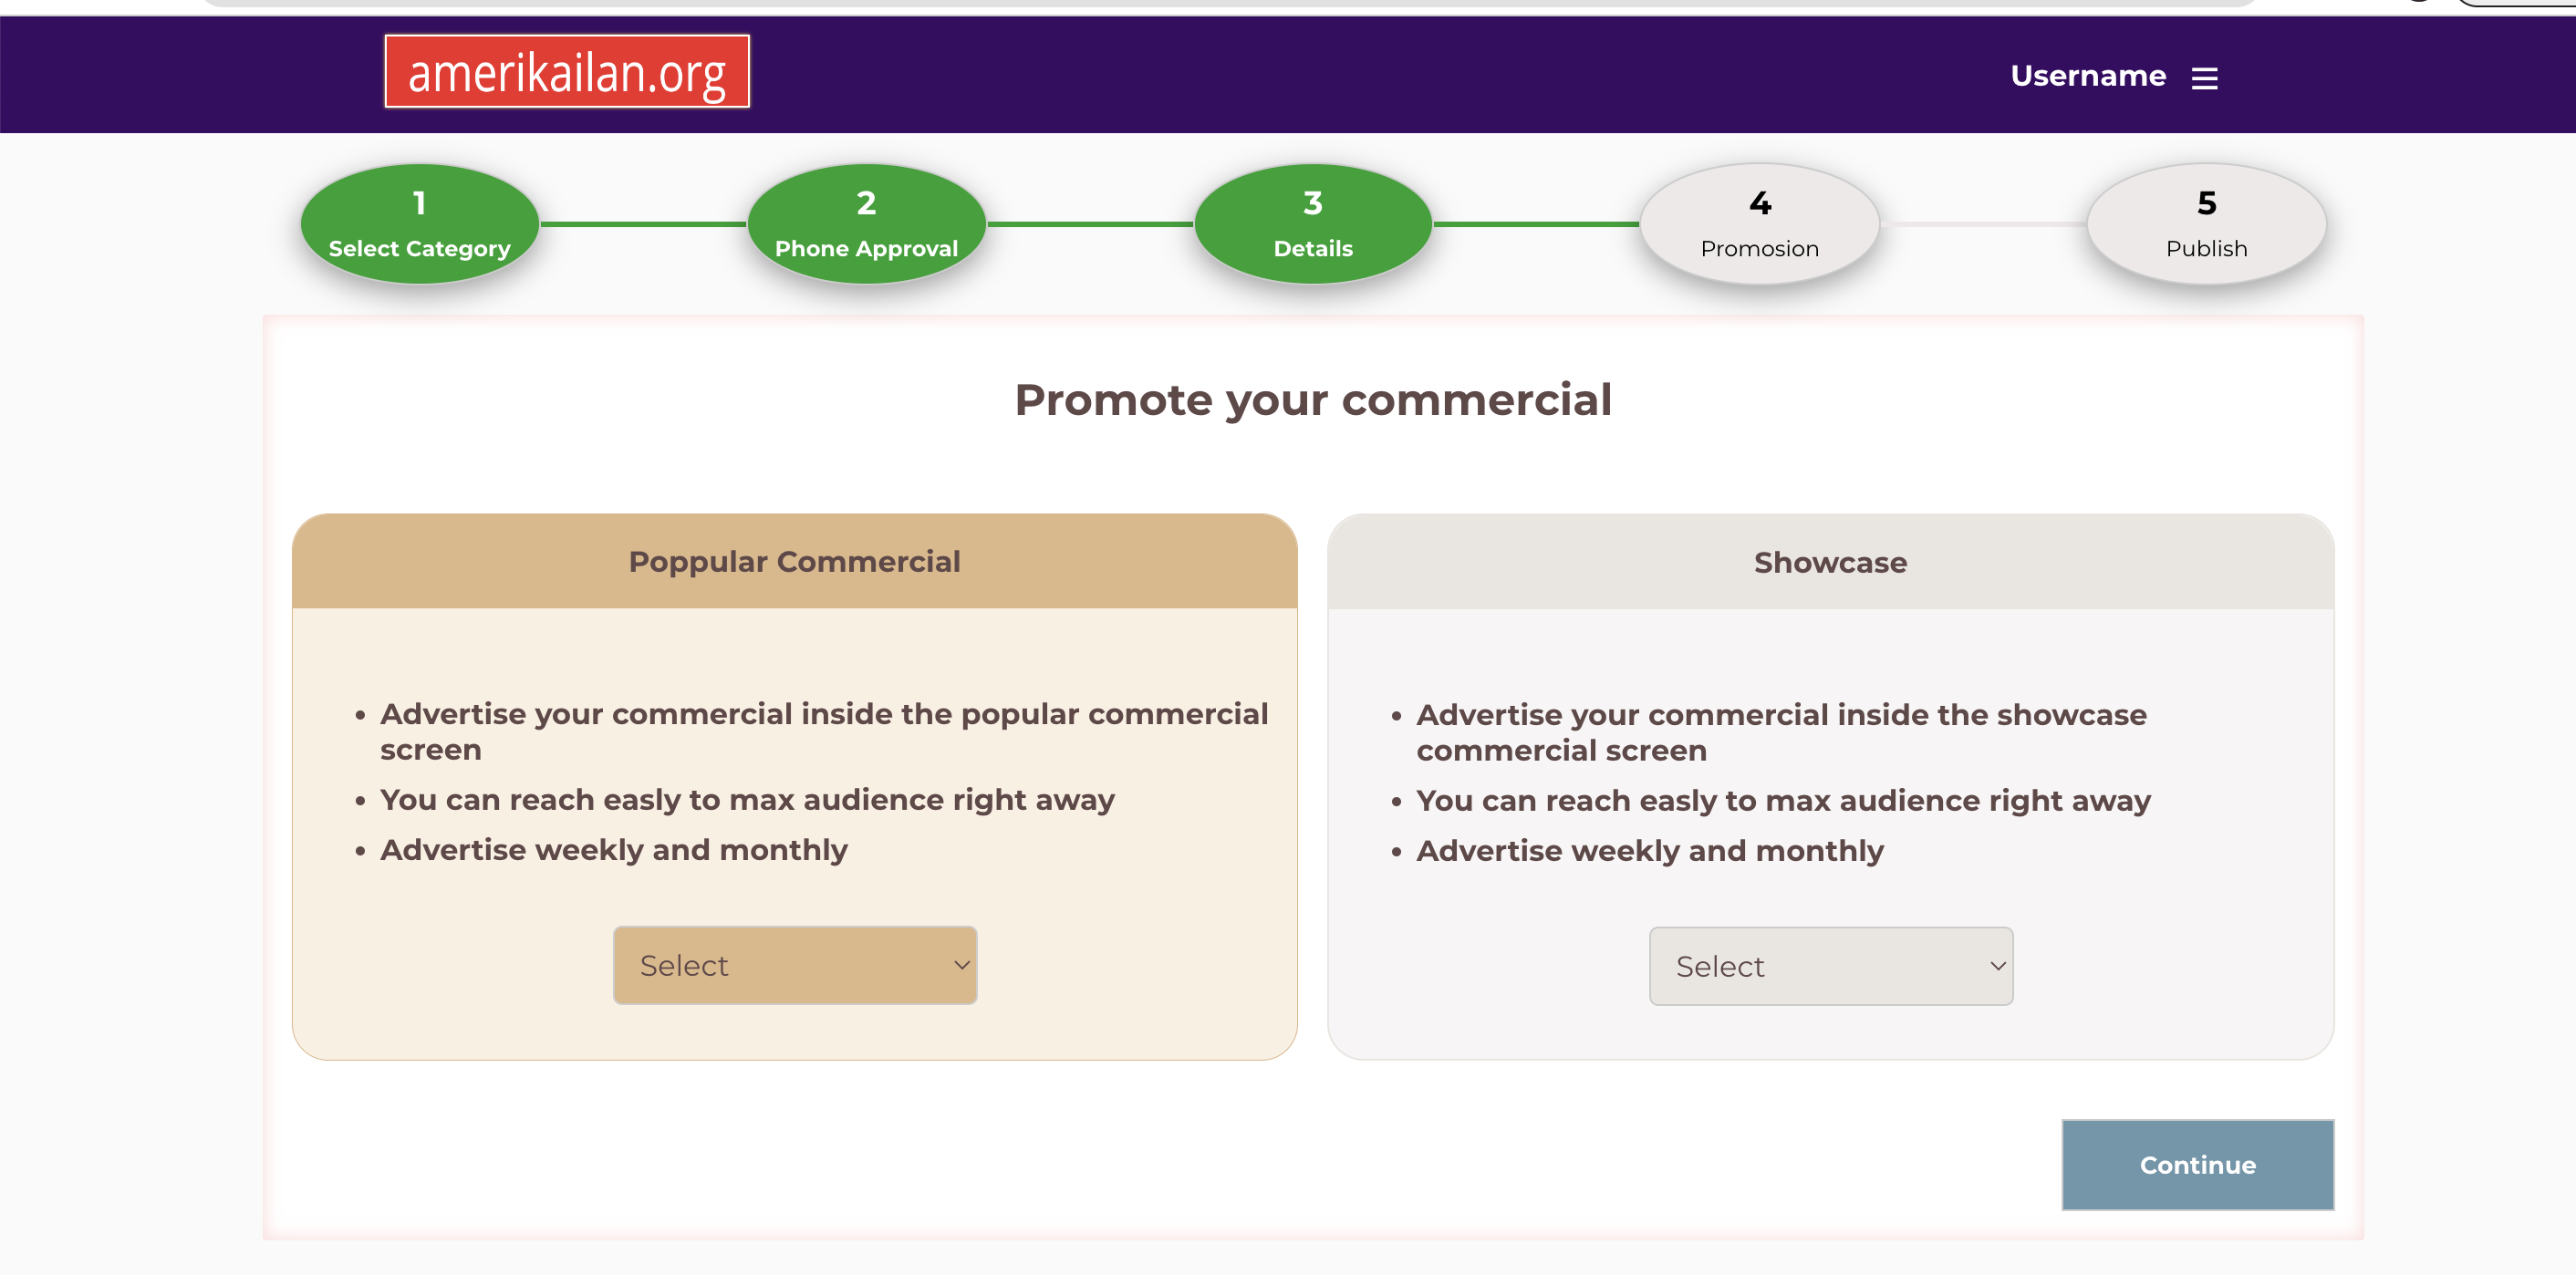 amerikailan.org
Username
1
Select Category
2
Phone Approval
3
Details
4
Promosion
5
Publish
Promote your commercial
Poppular Commercial
• Advertise your commercial inside the popular commercial
screen
• You can reach easly to max audience right away
• Advertise weekly and monthly
Select
Showcase
• Advertise your commercial inside the showcase
commercial screen
• You can reach easly to max audience right away
• Advertise weekly and monthly
Select
Continue